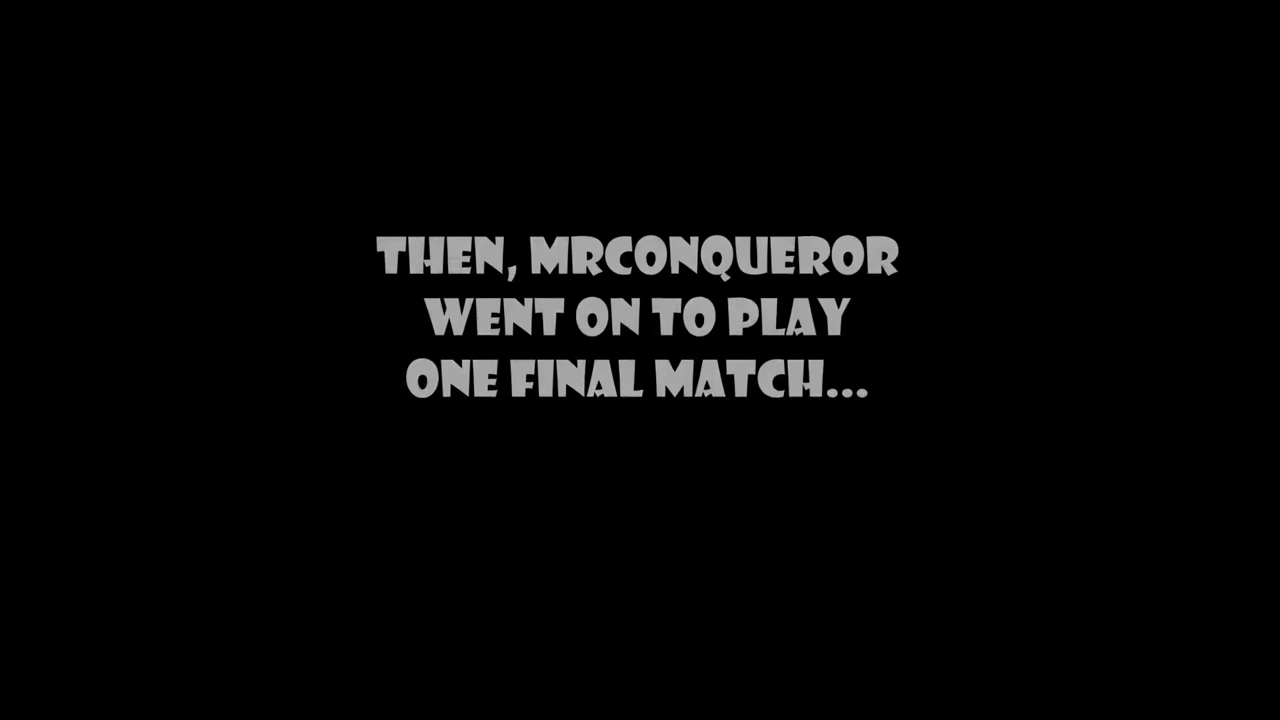 THEN, MRCONQUEROR
WENT ON TO PLAY
ONE FINAL MATCH...